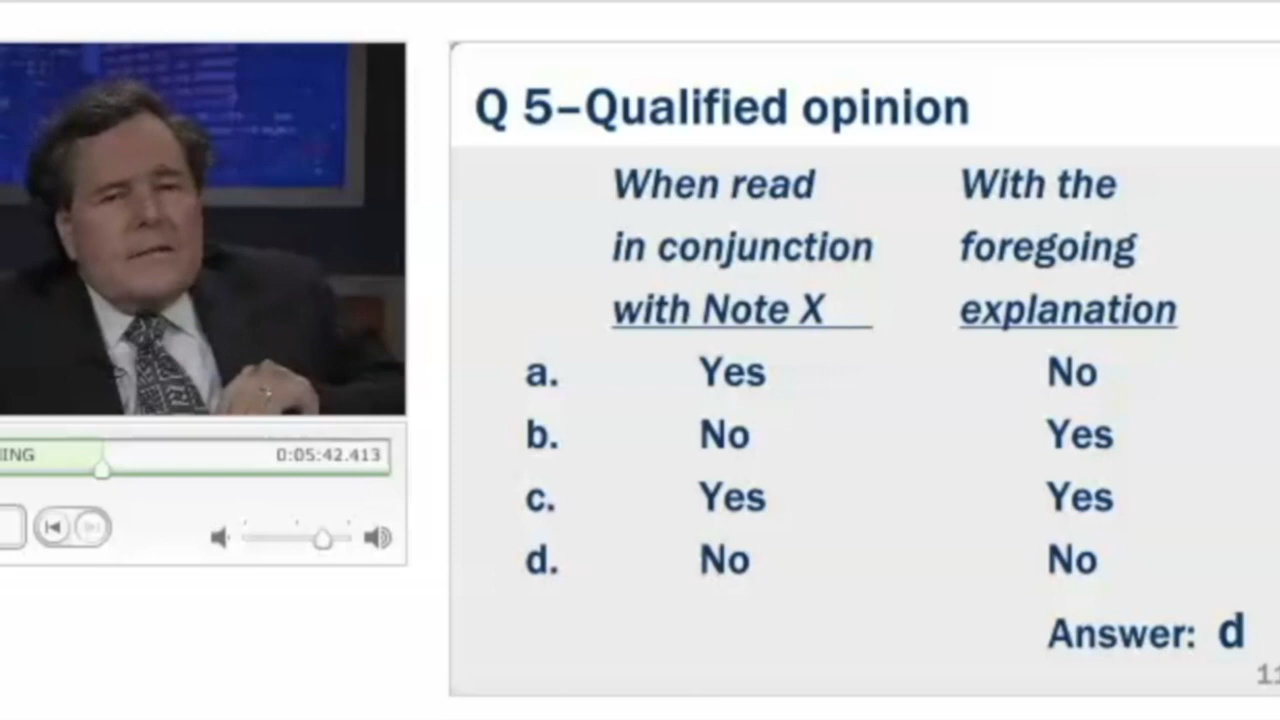 Q 5–Qualified opinion
When read With the
in conjunction foregoing
with Note X explanation
a. Yes No
b. No Yes
c. Yes Yes
d. No No
Answer: d
ING 0:05:42.413